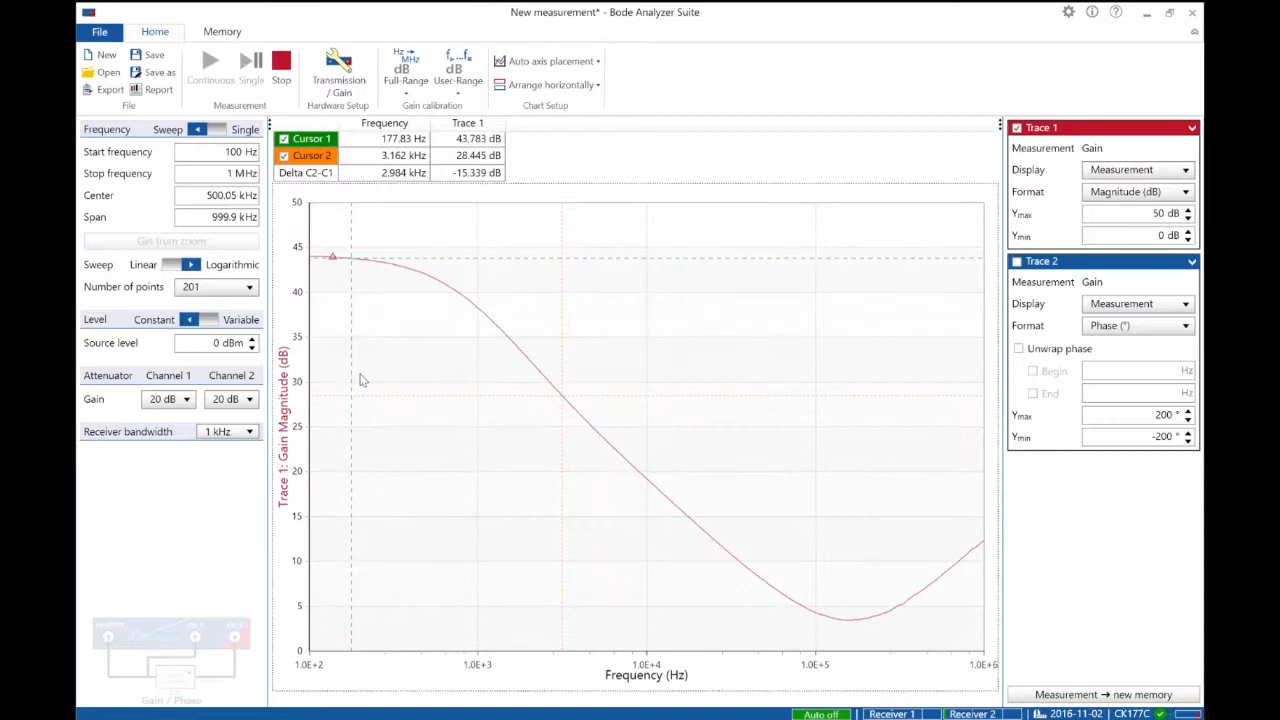 New measurement* - Bode Analyzer Suite
File Home Memory
New Save
Open Save as
Export Report
File
Continuous Single Stop
Measurement
Transmission / Gain
Hardware Setup
Hz → MHz dB Full-Range
f...f dB User-Range
Gain calibration
Auto axis placement
Arrange horizontally
Chart Setup
Frequency Sweep Single
Start frequency 100 Hz
Stop frequency 1 MHz
Center 500.05 kHz
Span 999.9 kHz
Get from zoom
Sweep Linear Logarithmic
Number of points 201
Level Constant Variable
Source level 0 dBm
Attenuator Channel 1 Channel 2
Gain 20 dB 20 dB
Receiver bandwidth 1 kHz
Gain / Phase
Frequency Trace 1
Cursor 1 177.83 Hz 43.783 dB
Cursor 2 3.162 kHz 28.445 dB
Delta C2-C1 2.984 kHz -15.339 dB
Trace 1: Gain Magnitude (dB)
50
45
40
35
30
25
20
15
10
5
0
1.0E+2 1.0E+3 1.0E+4 1.0E+5 1.0E+6
Frequency (Hz)
Trace 1
Measurement Gain
Display Measurement
Format Magnitude (dB)
Ymax 50 dB
Ymin 0 dB
Trace 2
Measurement Gain
Display Measurement
Format Phase (°)
Unwrap phase
Begin Hz
End Hz
Ymax 200 °
Ymin -200 °
Measurement → new memory
Auto off Receiver 1 Receiver 2 2016-11-02 CK177C